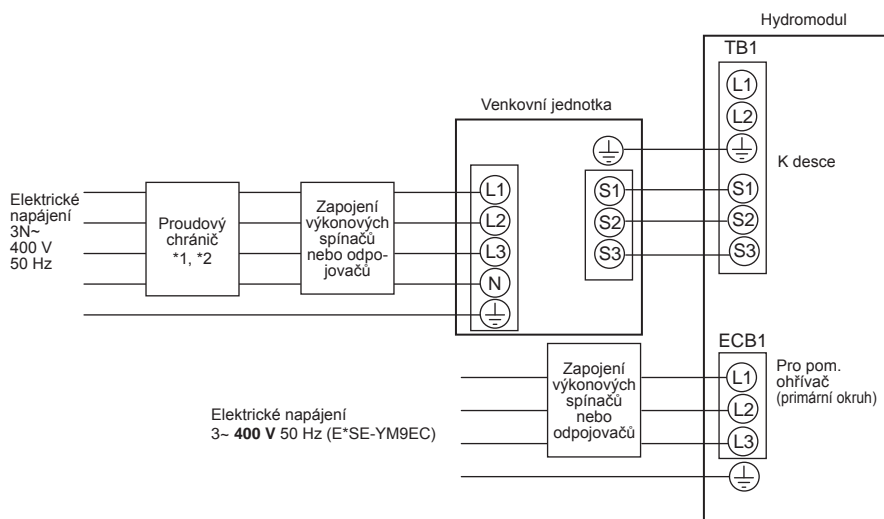 Hydromodul
TB1
L1
L2
K desce
S1
S2
S3
Venkovní jednotka
S1
S2
S3
L1
L2
L3
N
Elektrické
napájení
3N~
400 V
50 Hz
Proudový
chránič
*1, *2
Zapojení
výkonových
spínačů
nebo odpo-
jovačů
ECB1
L1
L2
L3
Pro pom.
ohřívač
(primární okruh)
Zapojení
výkonových
spínačů
nebo
odpojovačů
Elektrické napájení
3~ 400 V 50 Hz (E*SE-YM9EC)